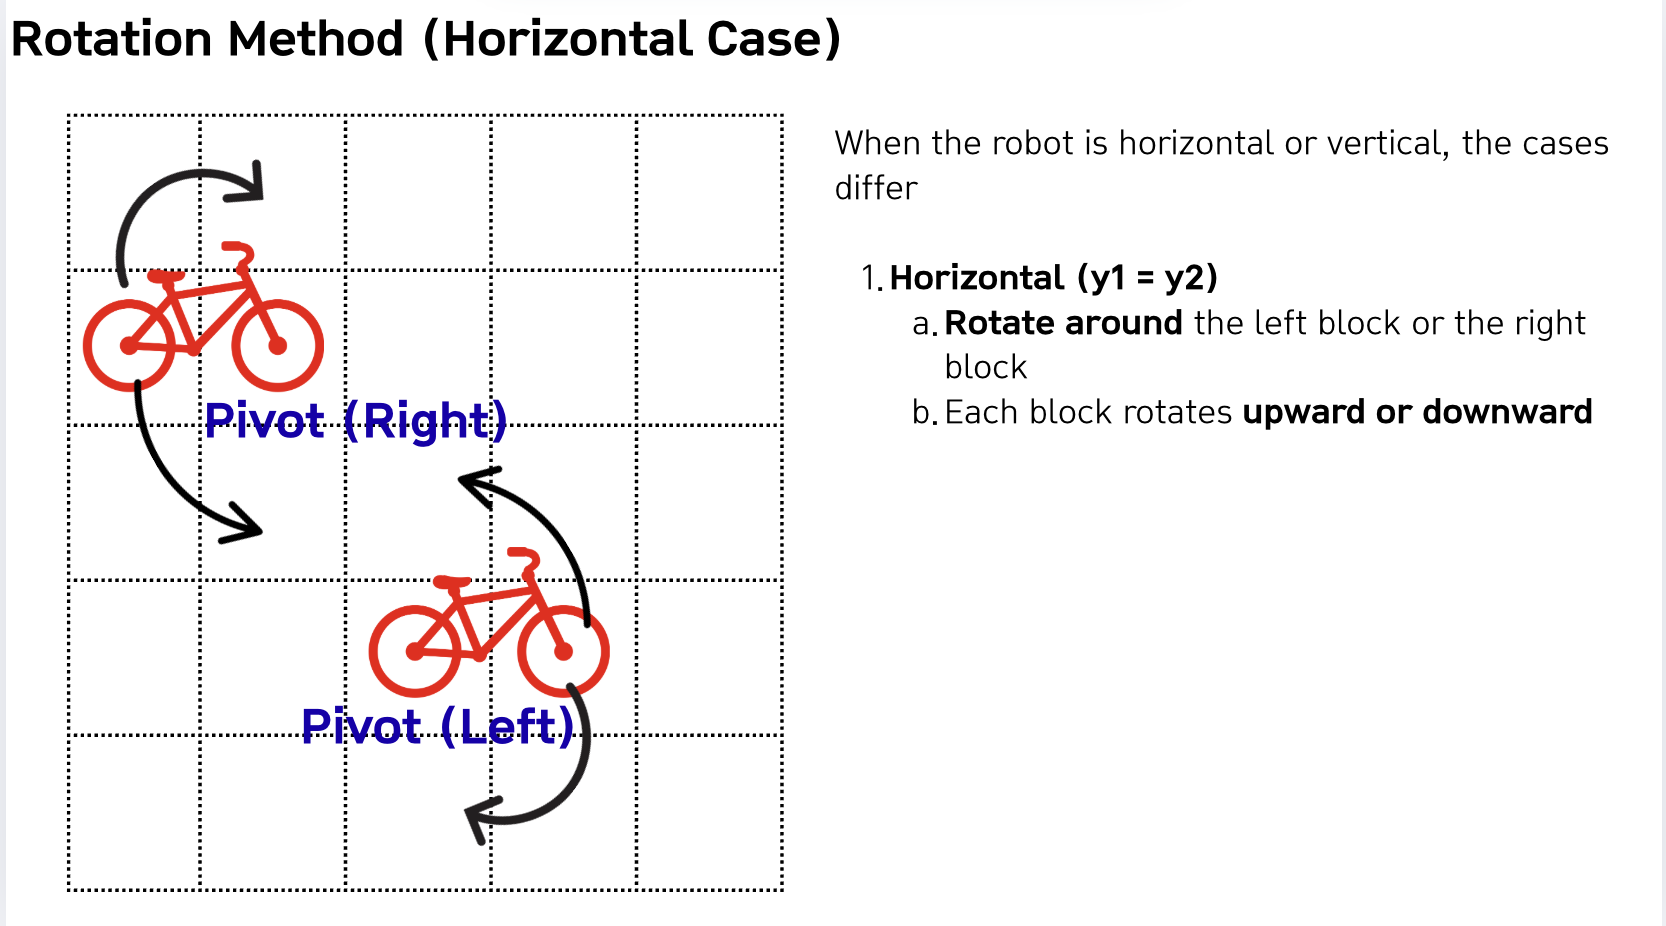 Rotation Method (Horizontal Case)
When the robot is horizontal or vertical, the cases
differ
1. Horizontal (y1 = y2)
a. Rotate around the left block or the right
block
b. Each block rotates upward or downward
Pivot (Right)
Pivot (Left)